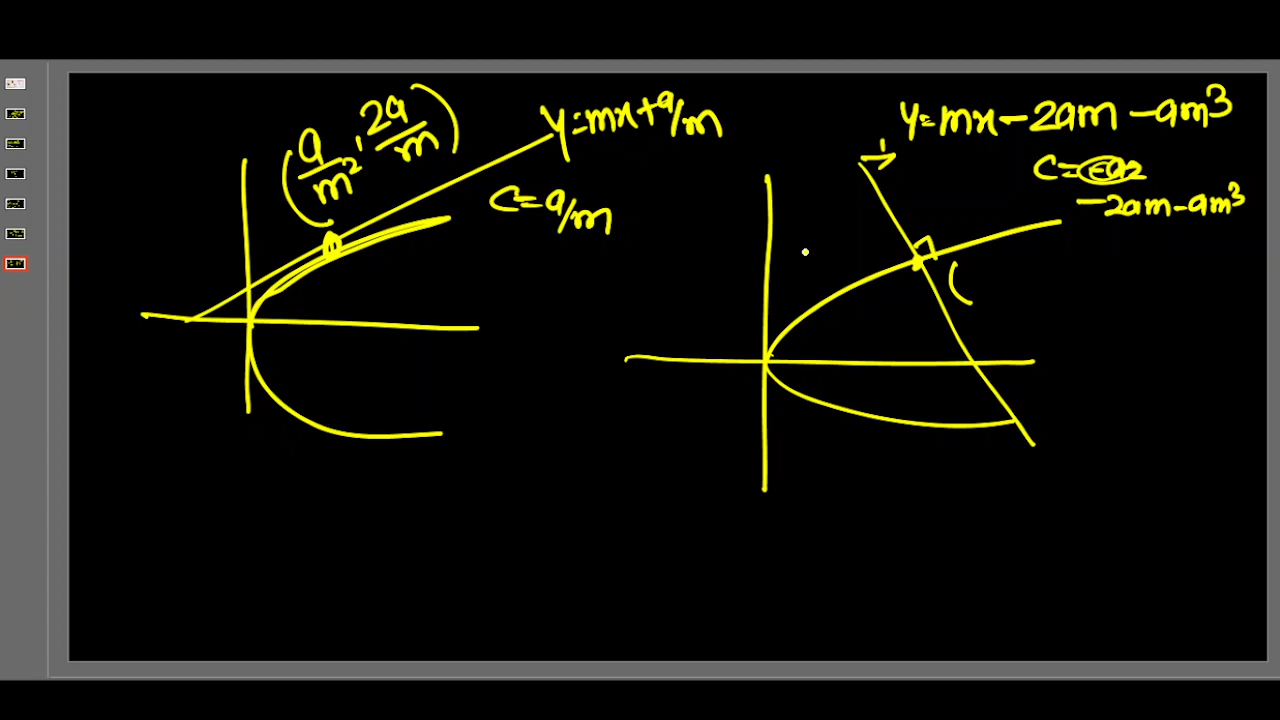 (a/m², 2a/m)
y=mx+a/m
c=a/m
y=mx-2am-am³
c=
-2am-am³
(